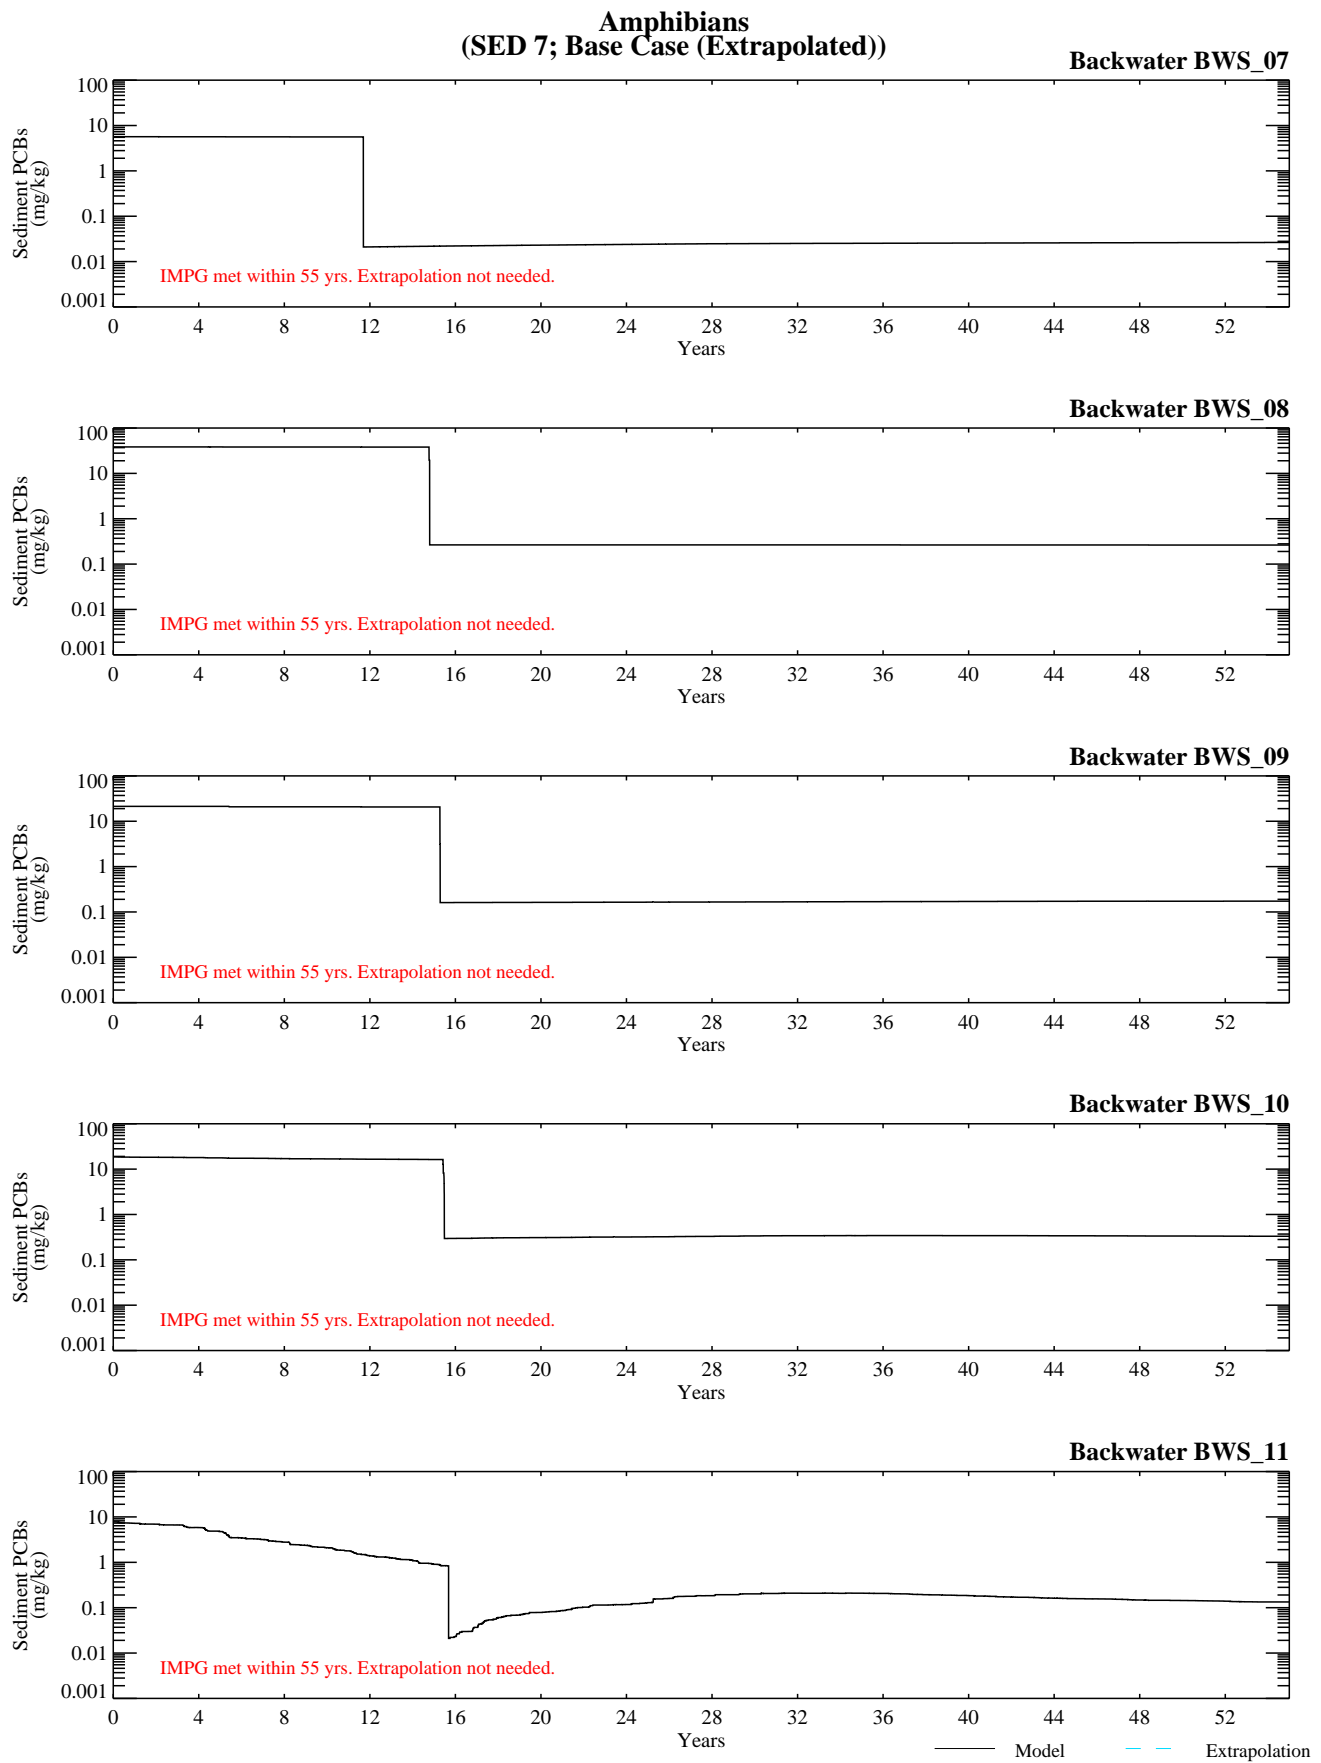 Amphibians
(SED 7; Base Case (Extrapolated))
Backwater BWS_07
Sediment PCBs
(mg/kg)
100
10
1
0.1
0.01
0.001
IMPG met within 55 yrs. Extrapolation not needed.
0 4 8 12 16 20 24 28 32 36 40 44 48 52
Years
Backwater BWS_08
Sediment PCBs
(mg/kg)
100
10
1
0.1
0.01
0.001
IMPG met within 55 yrs. Extrapolation not needed.
0 4 8 12 16 20 24 28 32 36 40 44 48 52
Years
Backwater BWS_09
Sediment PCBs
(mg/kg)
100
10
1
0.1
0.01
0.001
IMPG met within 55 yrs. Extrapolation not needed.
0 4 8 12 16 20 24 28 32 36 40 44 48 52
Years
Backwater BWS_10
Sediment PCBs
(mg/kg)
100
10
1
0.1
0.01
0.001
IMPG met within 55 yrs. Extrapolation not needed.
0 4 8 12 16 20 24 28 32 36 40 44 48 52
Years
Backwater BWS_11
Sediment PCBs
(mg/kg)
100
10
1
0.1
0.01
0.001
IMPG met within 55 yrs. Extrapolation not needed.
0 4 8 12 16 20 24 28 32 36 40 44 48 52
Years
Model Extrapolation